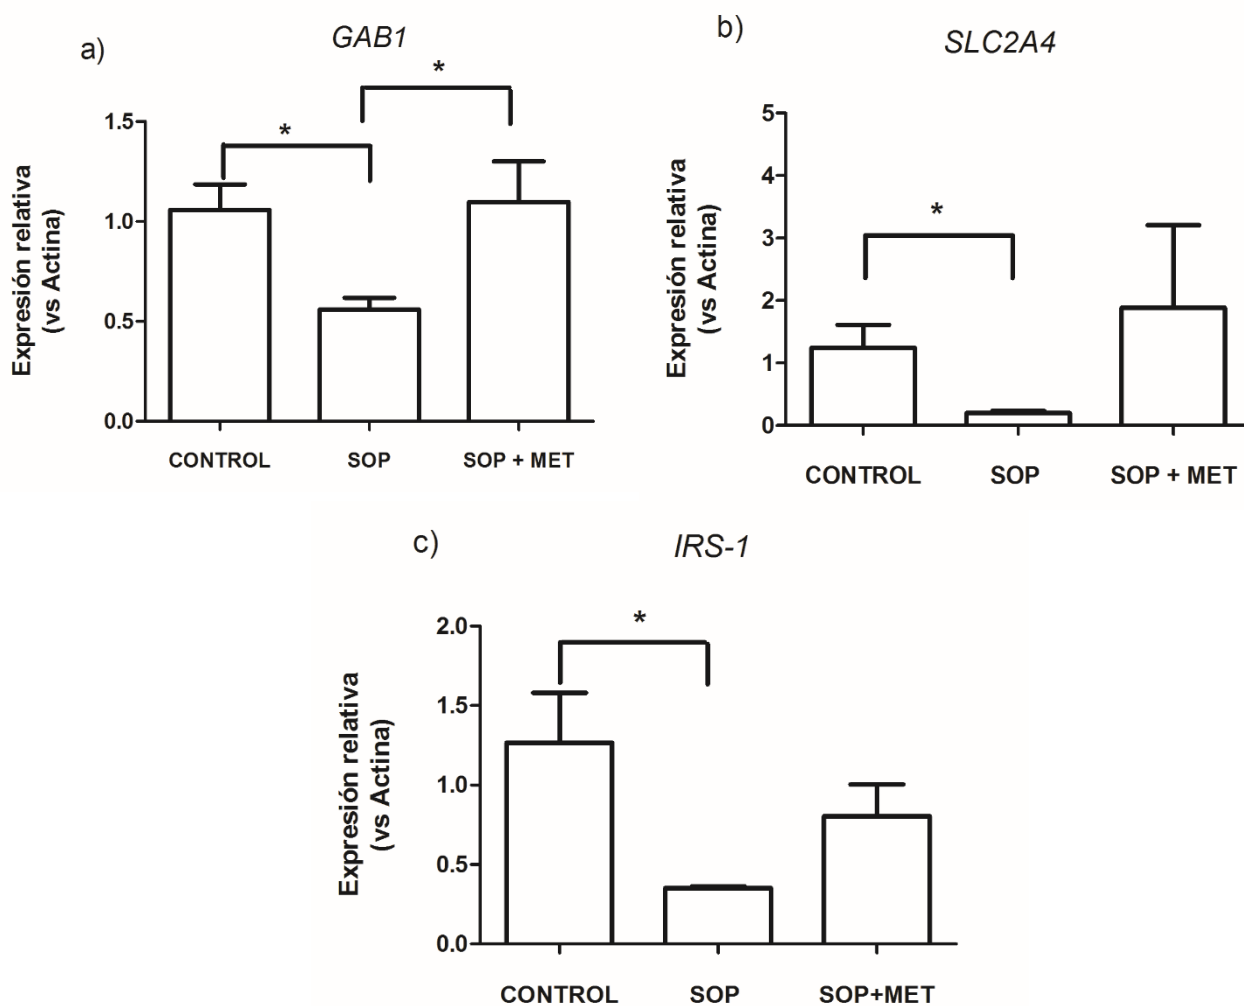 a)
GAB1
*
*
1.5
1.0
0.5
0.0
Expresión relativa
(vs Actina)
CONTROL
SOP
SOP + MET
b)
SLC2A4
*
5
4
3
2
1
0
Expresión relativa
(vs Actina)
CONTROL
SOP
SOP + MET
c)
IRS-1
*
2.0
1.5
1.0
0.5
0.0
Expresión relativa
(vs Actina)
CONTROL
SOP
SOP+MET